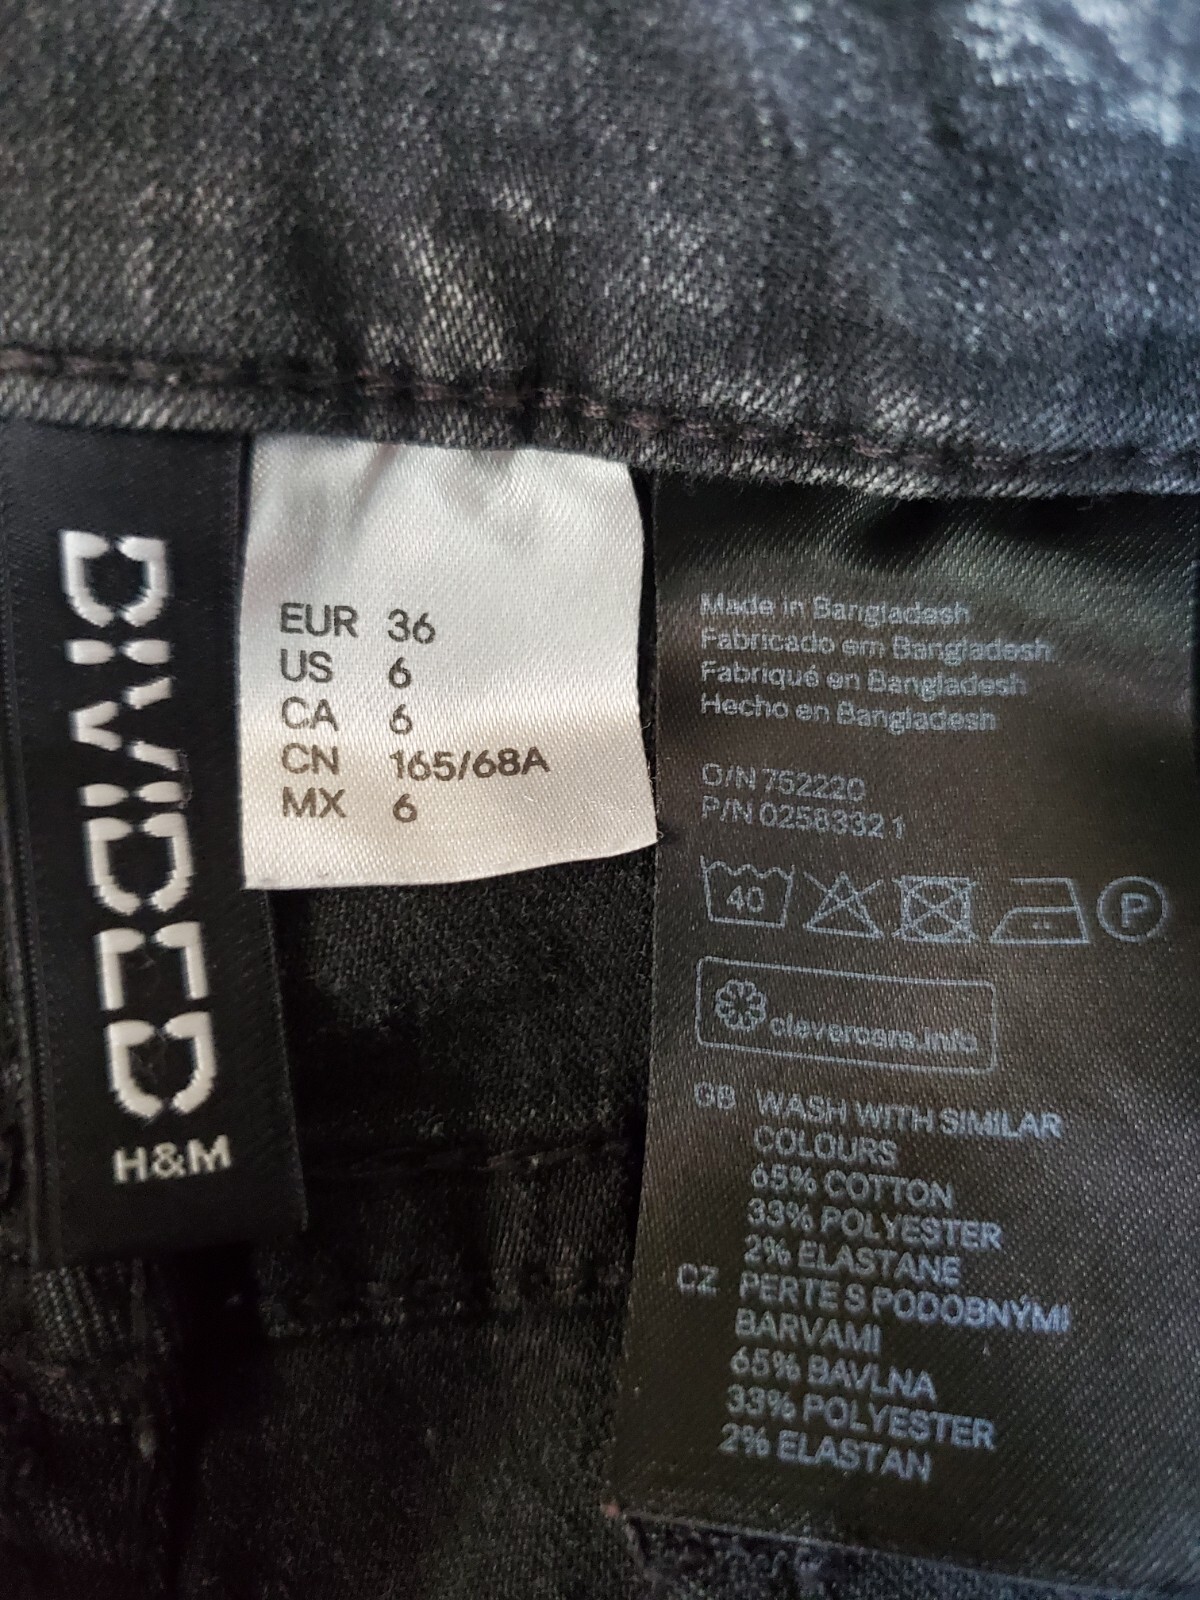 DIVIDED
H&M
EUR 36
US 6
CA 6
CN 165/68A
MX 6
Made in Bangladesh
Fabricado em Bangladesh
Fabriqué en Bangladesh
Hecho en Bangladesh
O/N 752220
P/N 0258332 1
40
P
clevercare.info
GB WASH WITH SIMILAR
COLOURS
65% COTTON
33% POLYESTER
2% ELASTANE
CZ PERTE S PODOBNÝMI
BARVAMI
65% BAVLNA
33% POLYESTER
2% ELASTAN